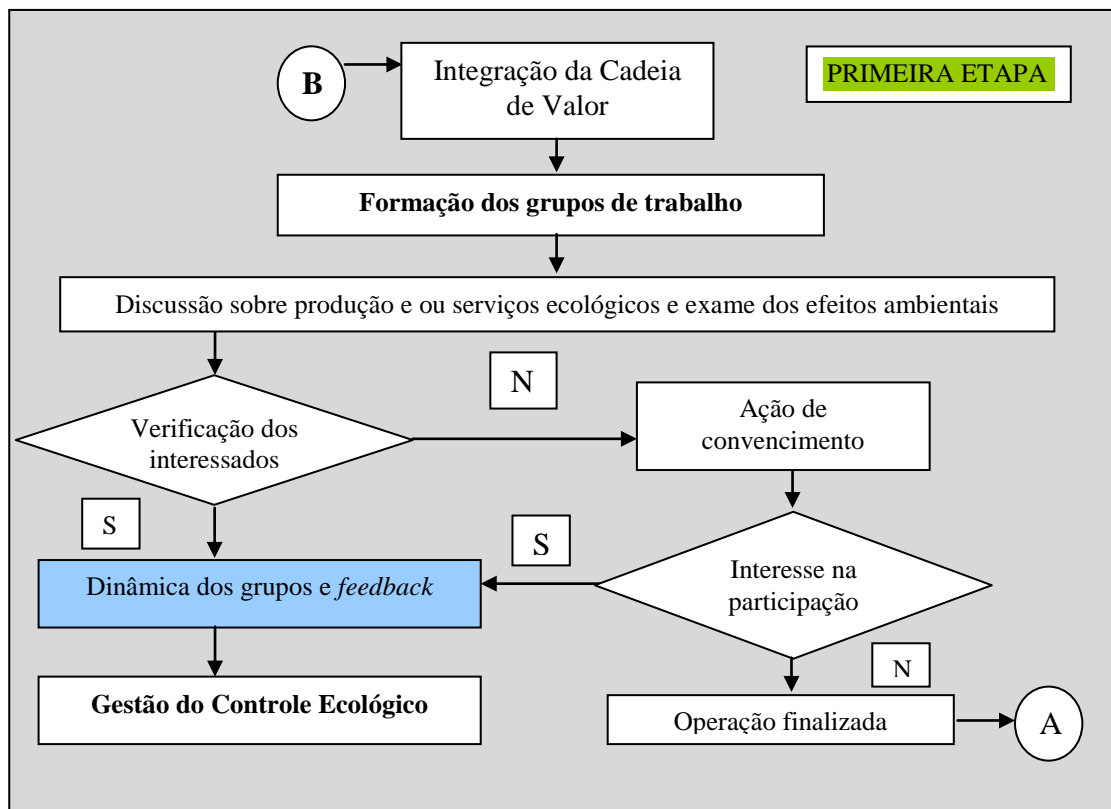 B
Integração da Cadeia
de Valor
PRIMEIRA ETAPA
Formação dos grupos de trabalho
Discussão sobre produção e ou serviços ecológicos e exame dos efeitos ambientais
N
Verificação dos
interessados
Ação de
convencimento
S
S
Dinâmica dos grupos e feedback
Interesse na
participação
N
Gestão do Controle Ecológico
Operação finalizada
A